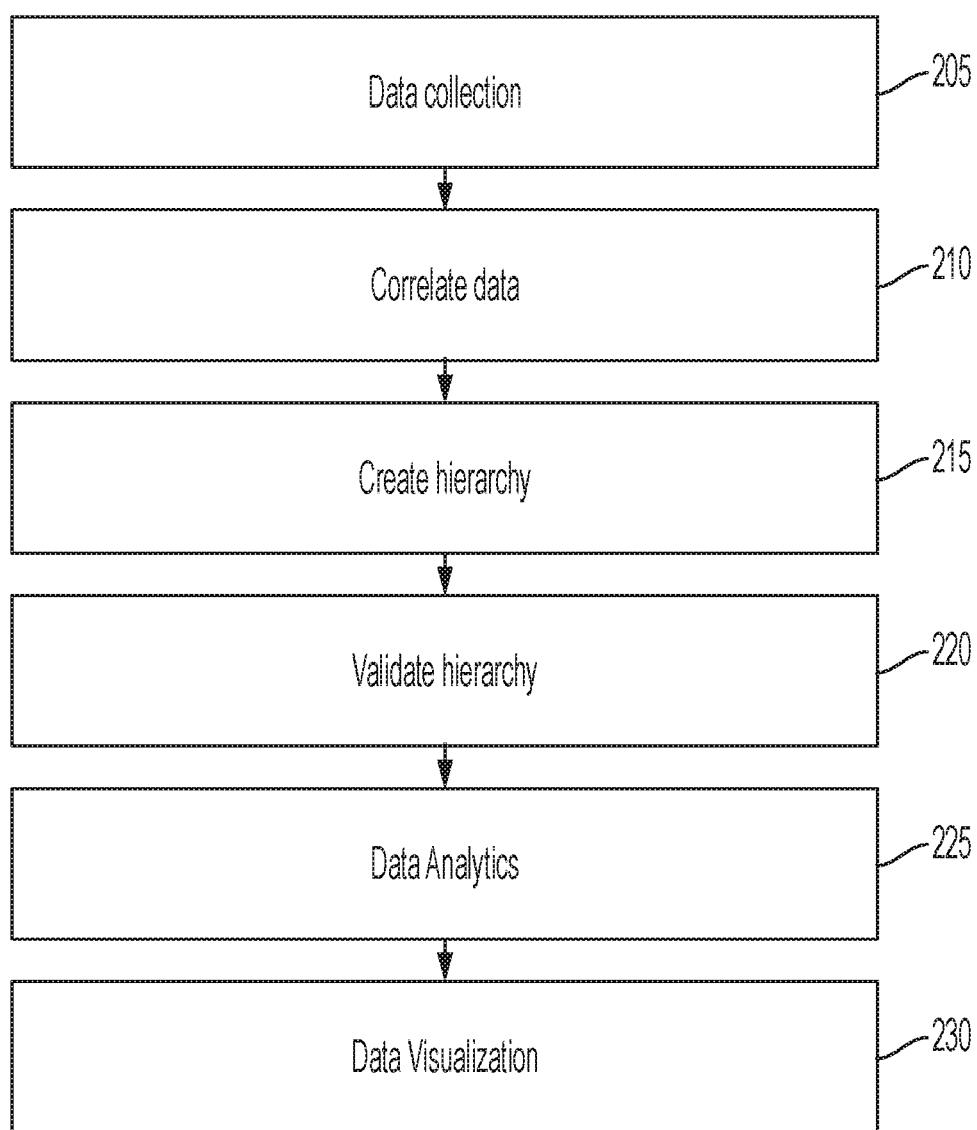 Data collection
205
Correlate data
210
Create hierarchy
215
Validate hierarchy
220
Data Analytics
225
Data Visualization
230